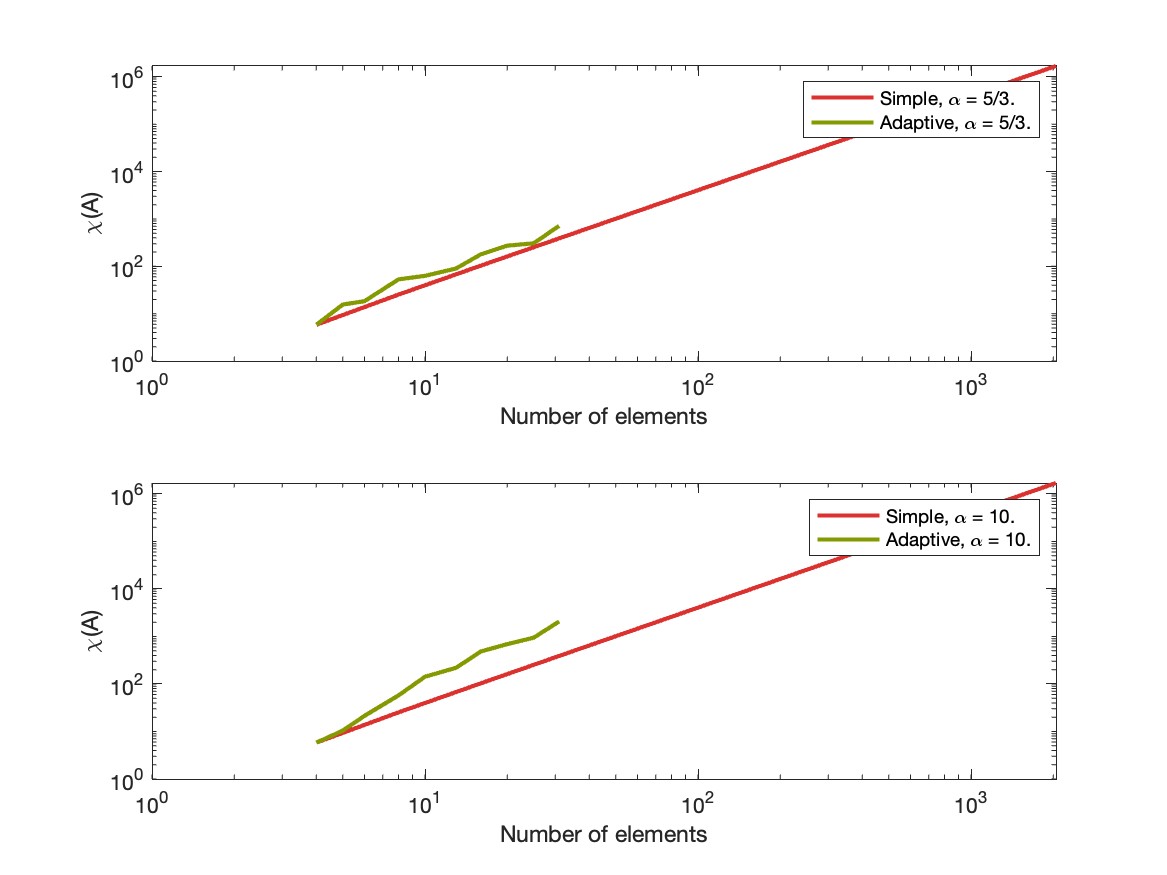 10^6
10^4
10^2
10^0
χ(A)
Simple, α = 5/3.
Adaptive, α = 5/3.
10^0 10^1 10^2 10^3
Number of elements
10^6
10^4
10^2
10^0
χ(A)
Simple, α = 10.
Adaptive, α = 10.
10^0 10^1 10^2 10^3
Number of elements